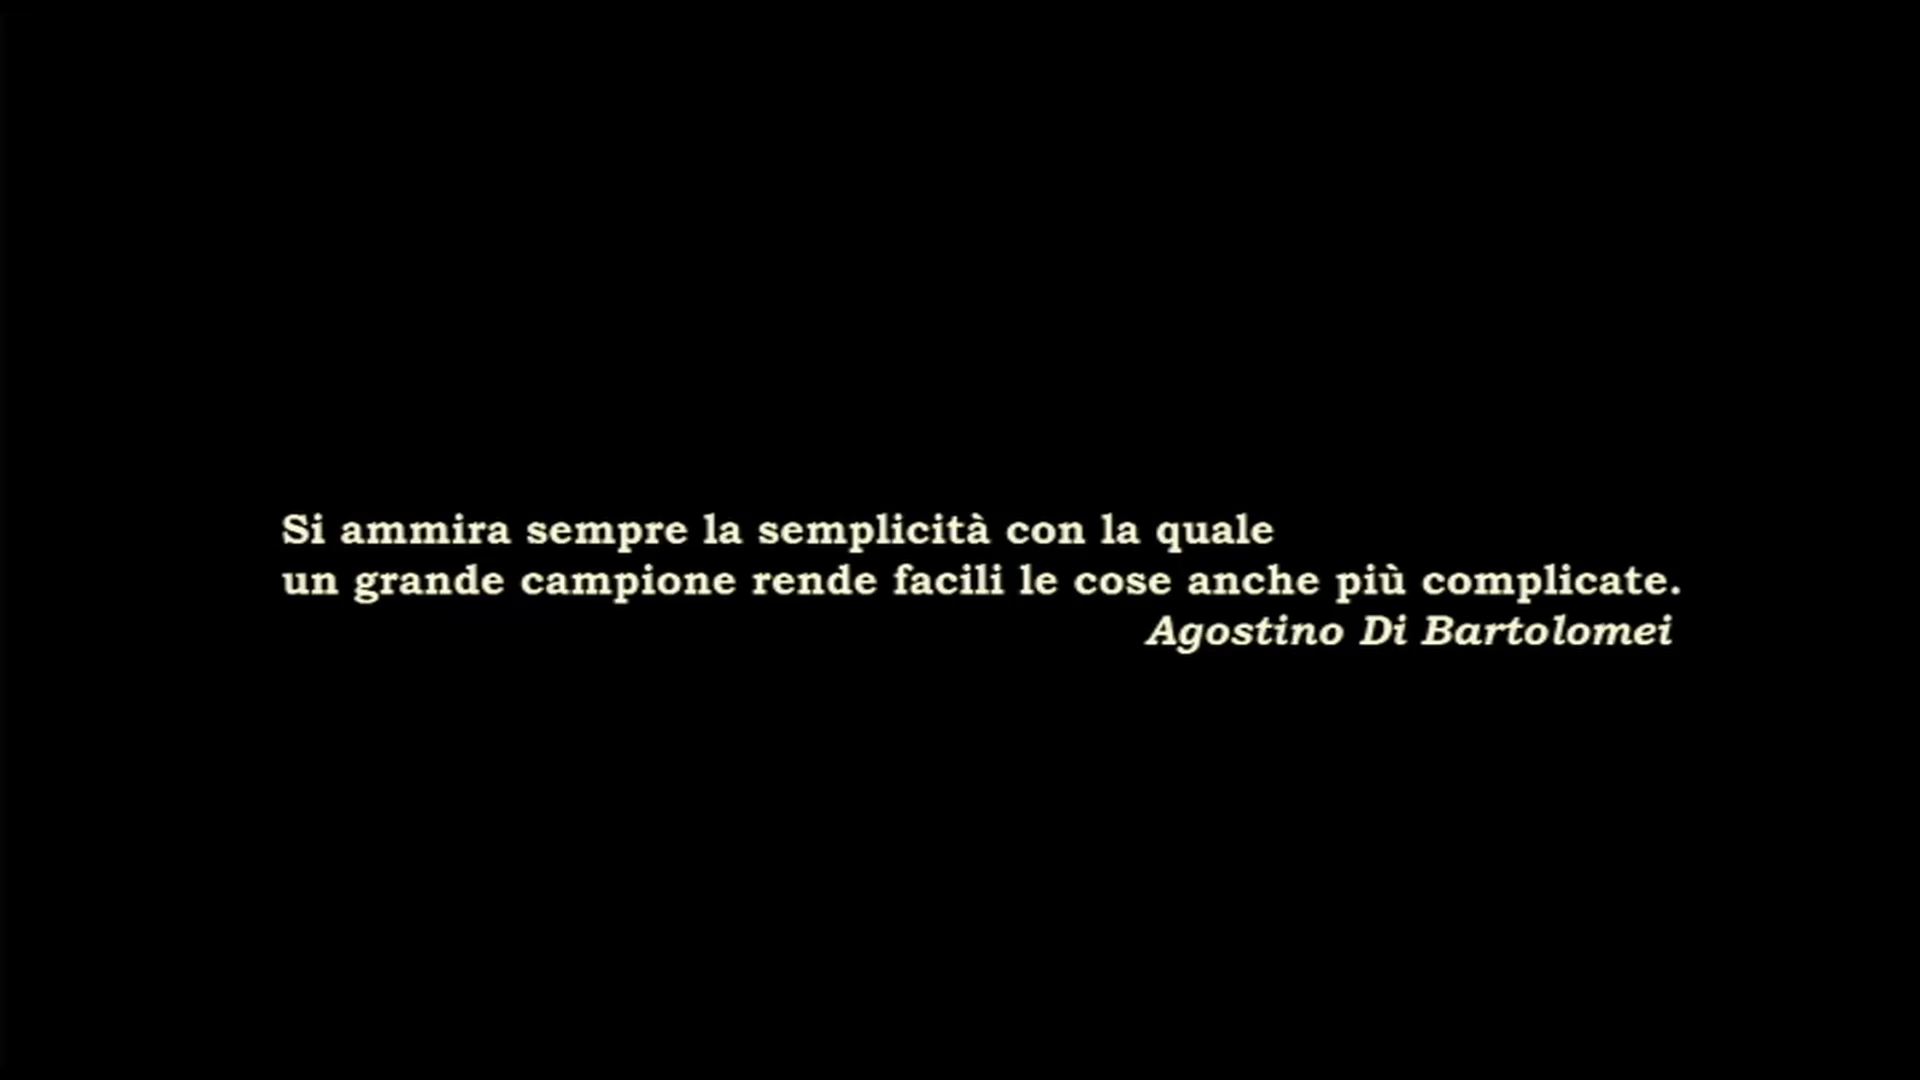 Si ammira sempre la semplicità con la quale
un grande campione rende facili le cose anche più complicate.
Agostino Di Bartolomei